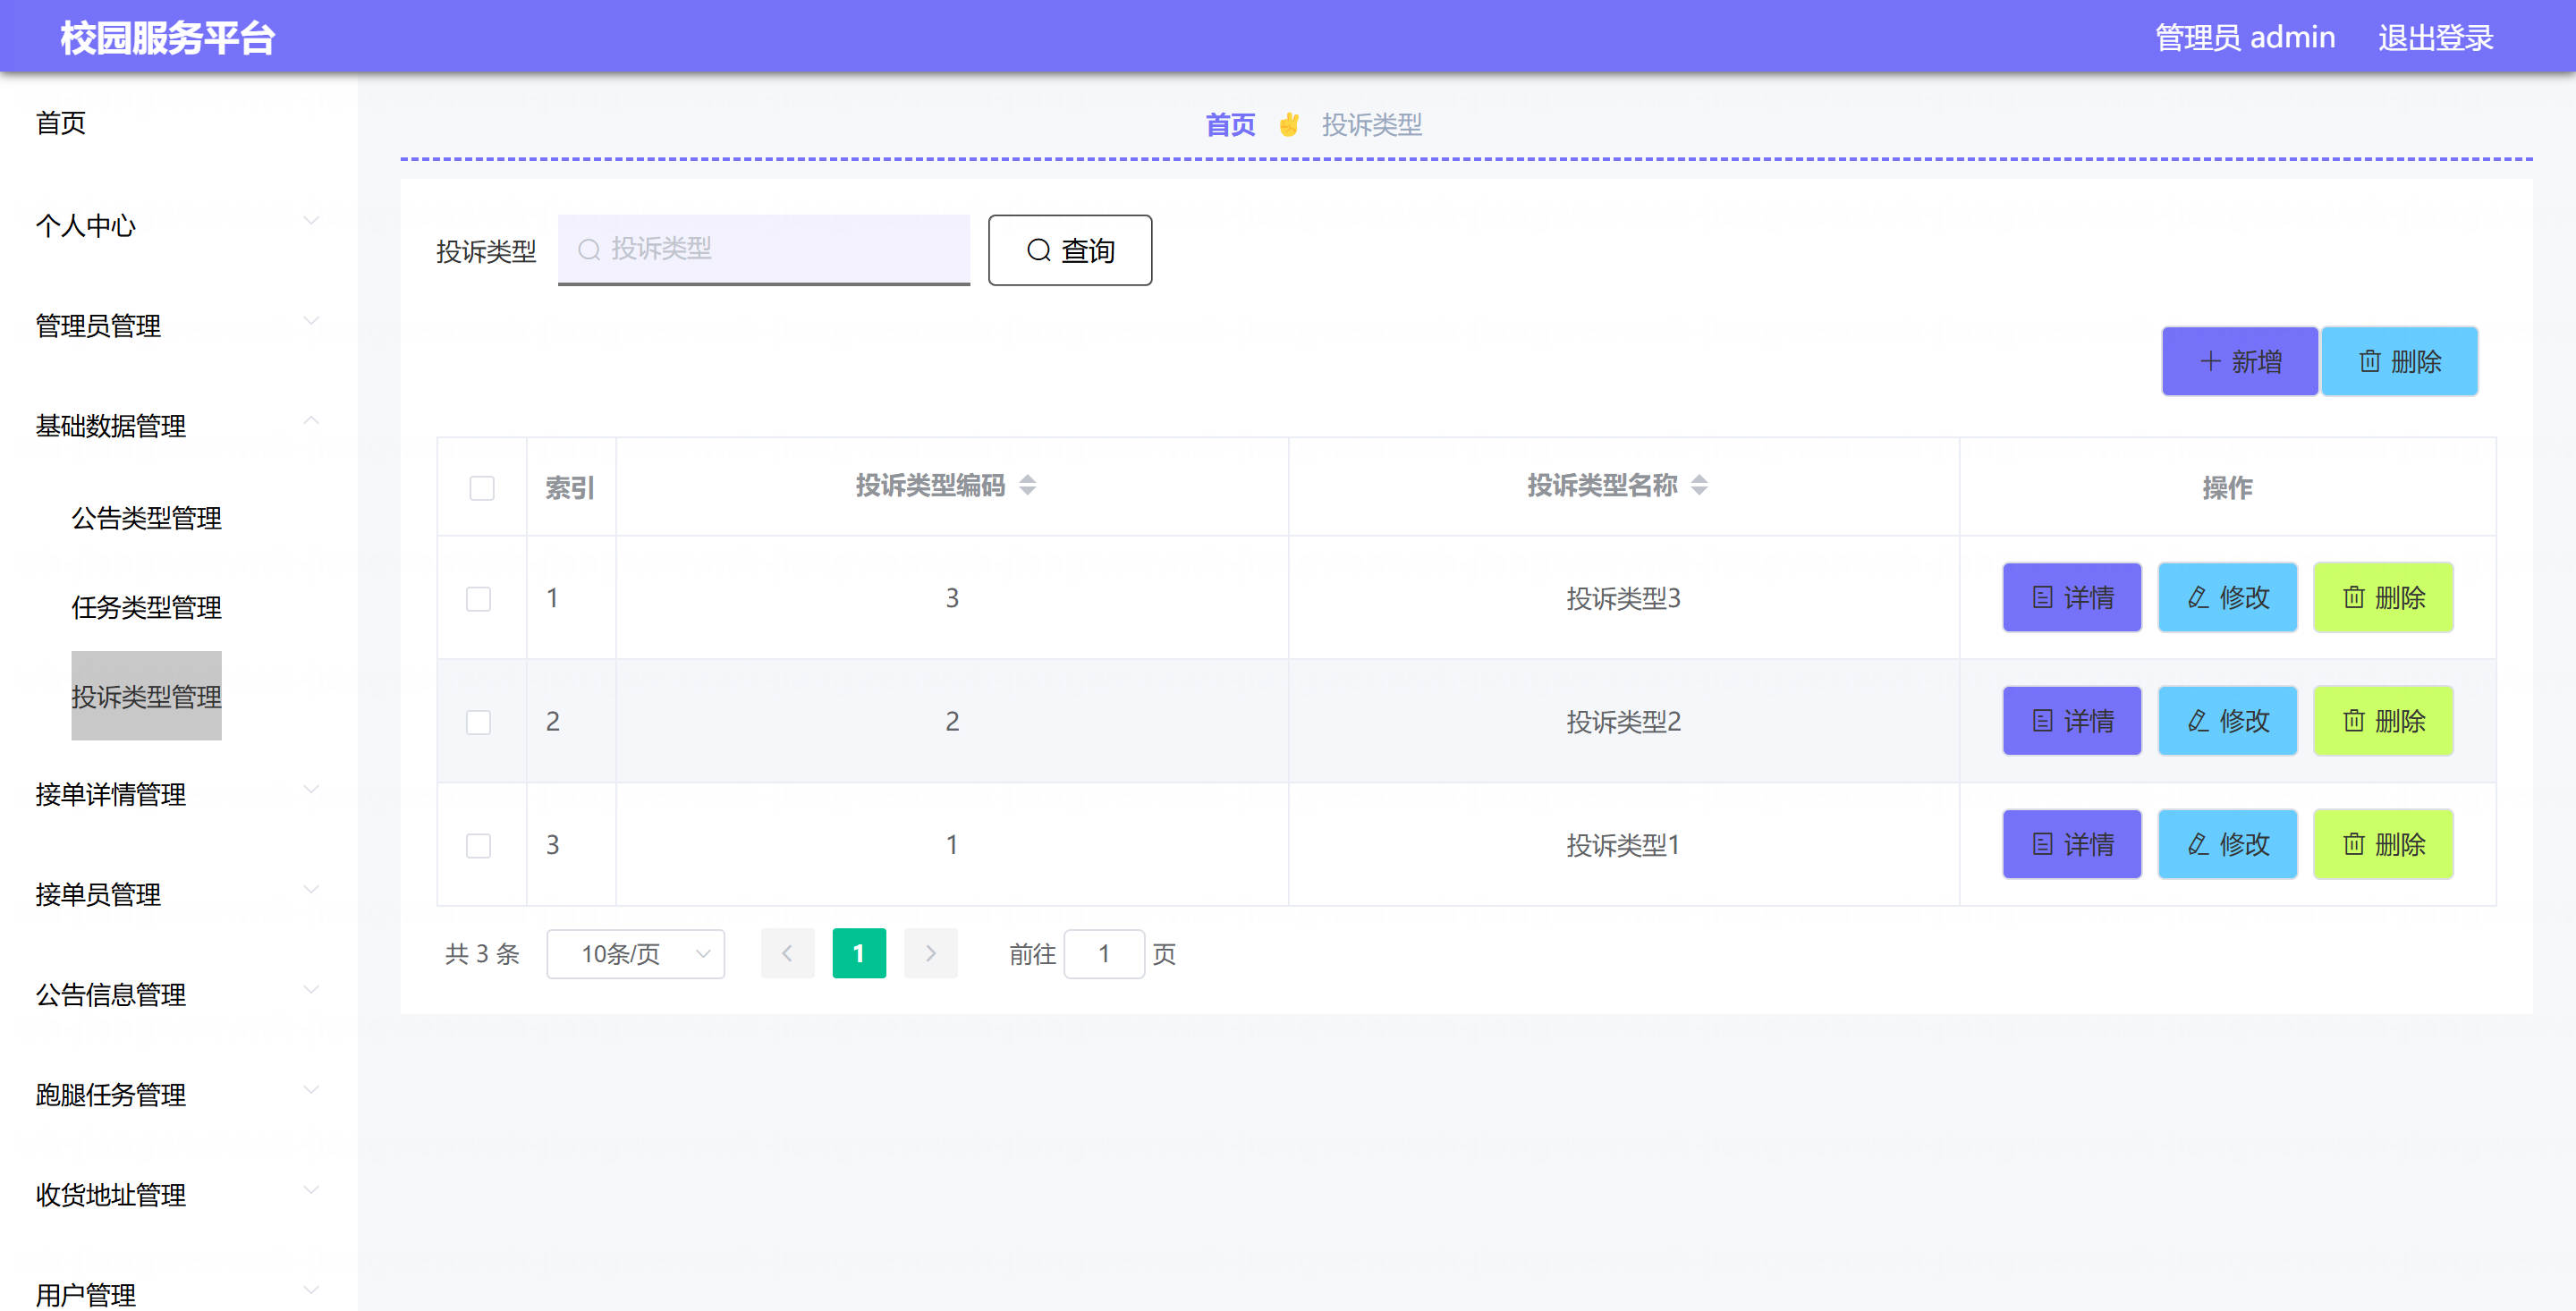 校园服务平台
管理员 admin 退出登录
首页
个人中心
管理员管理
基础数据管理
公告类型管理
任务类型管理
投诉类型管理
接单详情管理
接单员管理
公告信息管理
跑腿任务管理
收货地址管理
用户管理
首页 ✌ 投诉类型
投诉类型 投诉类型 查询
新增 删除
索引 投诉类型编码 投诉类型名称 操作
1 3 投诉类型3 详情 修改 删除
2 2 投诉类型2 详情 修改 删除
3 1 投诉类型1 详情 修改 删除
共 3 条 10条/页 1 前往 1 页